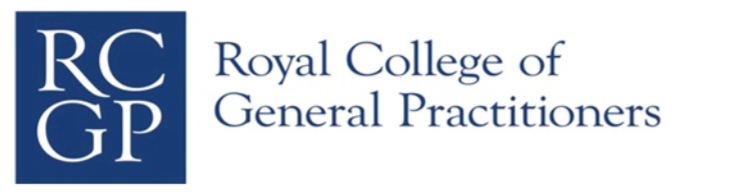 RC
GP
Royal College of
General Practitioners